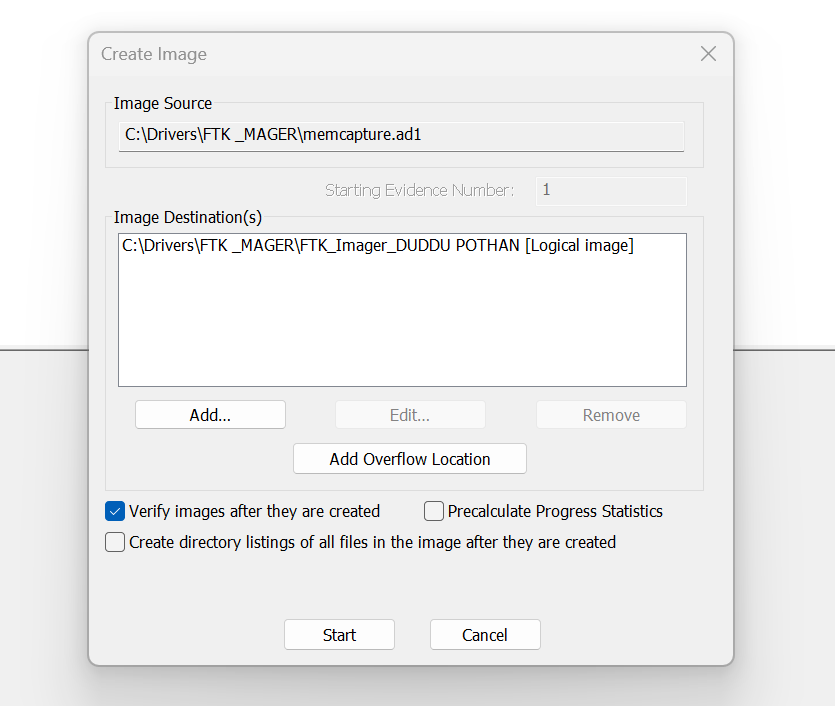 Create Image
Image Source
C:\Drivers\FTK _MAGER\memcapture.ad1
Starting Evidence Number: 1
Image Destination(s)
C:\Drivers\FTK _MAGER\FTK_Imager_DUDDU POTHAN [Logical image]
Add... Edit... Remove
Add Overflow Location
Verify images after they are created Precalculate Progress Statistics
Create directory listings of all files in the image after they are created
Start Cancel